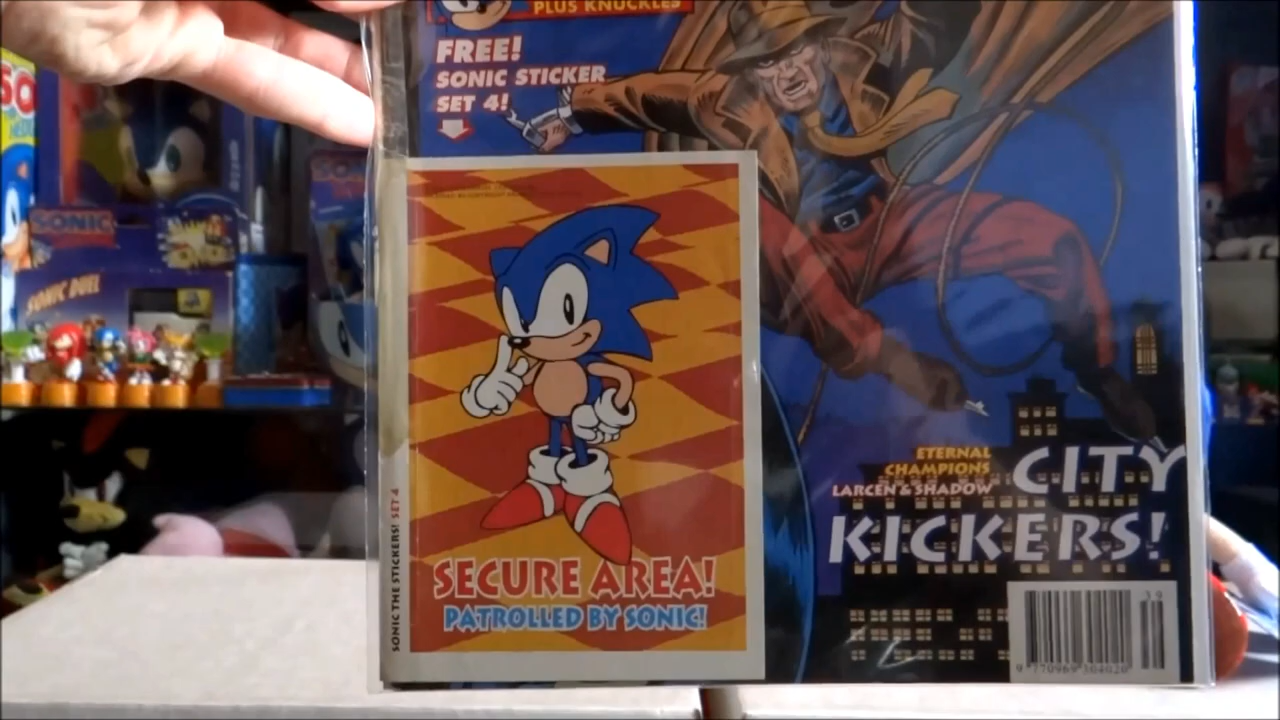 PLUS KNUCKLES
FREE!
SONIC STICKER
SET 4!
SONIC
SONIC DUEL
SONIC THE STICKERS! SET 4
SECURE AREA!
PATROLLED BY SONIC!
ETERNAL
CHAMPIONS
LARCEN & SHADOW
CITY
KICKERS!
39